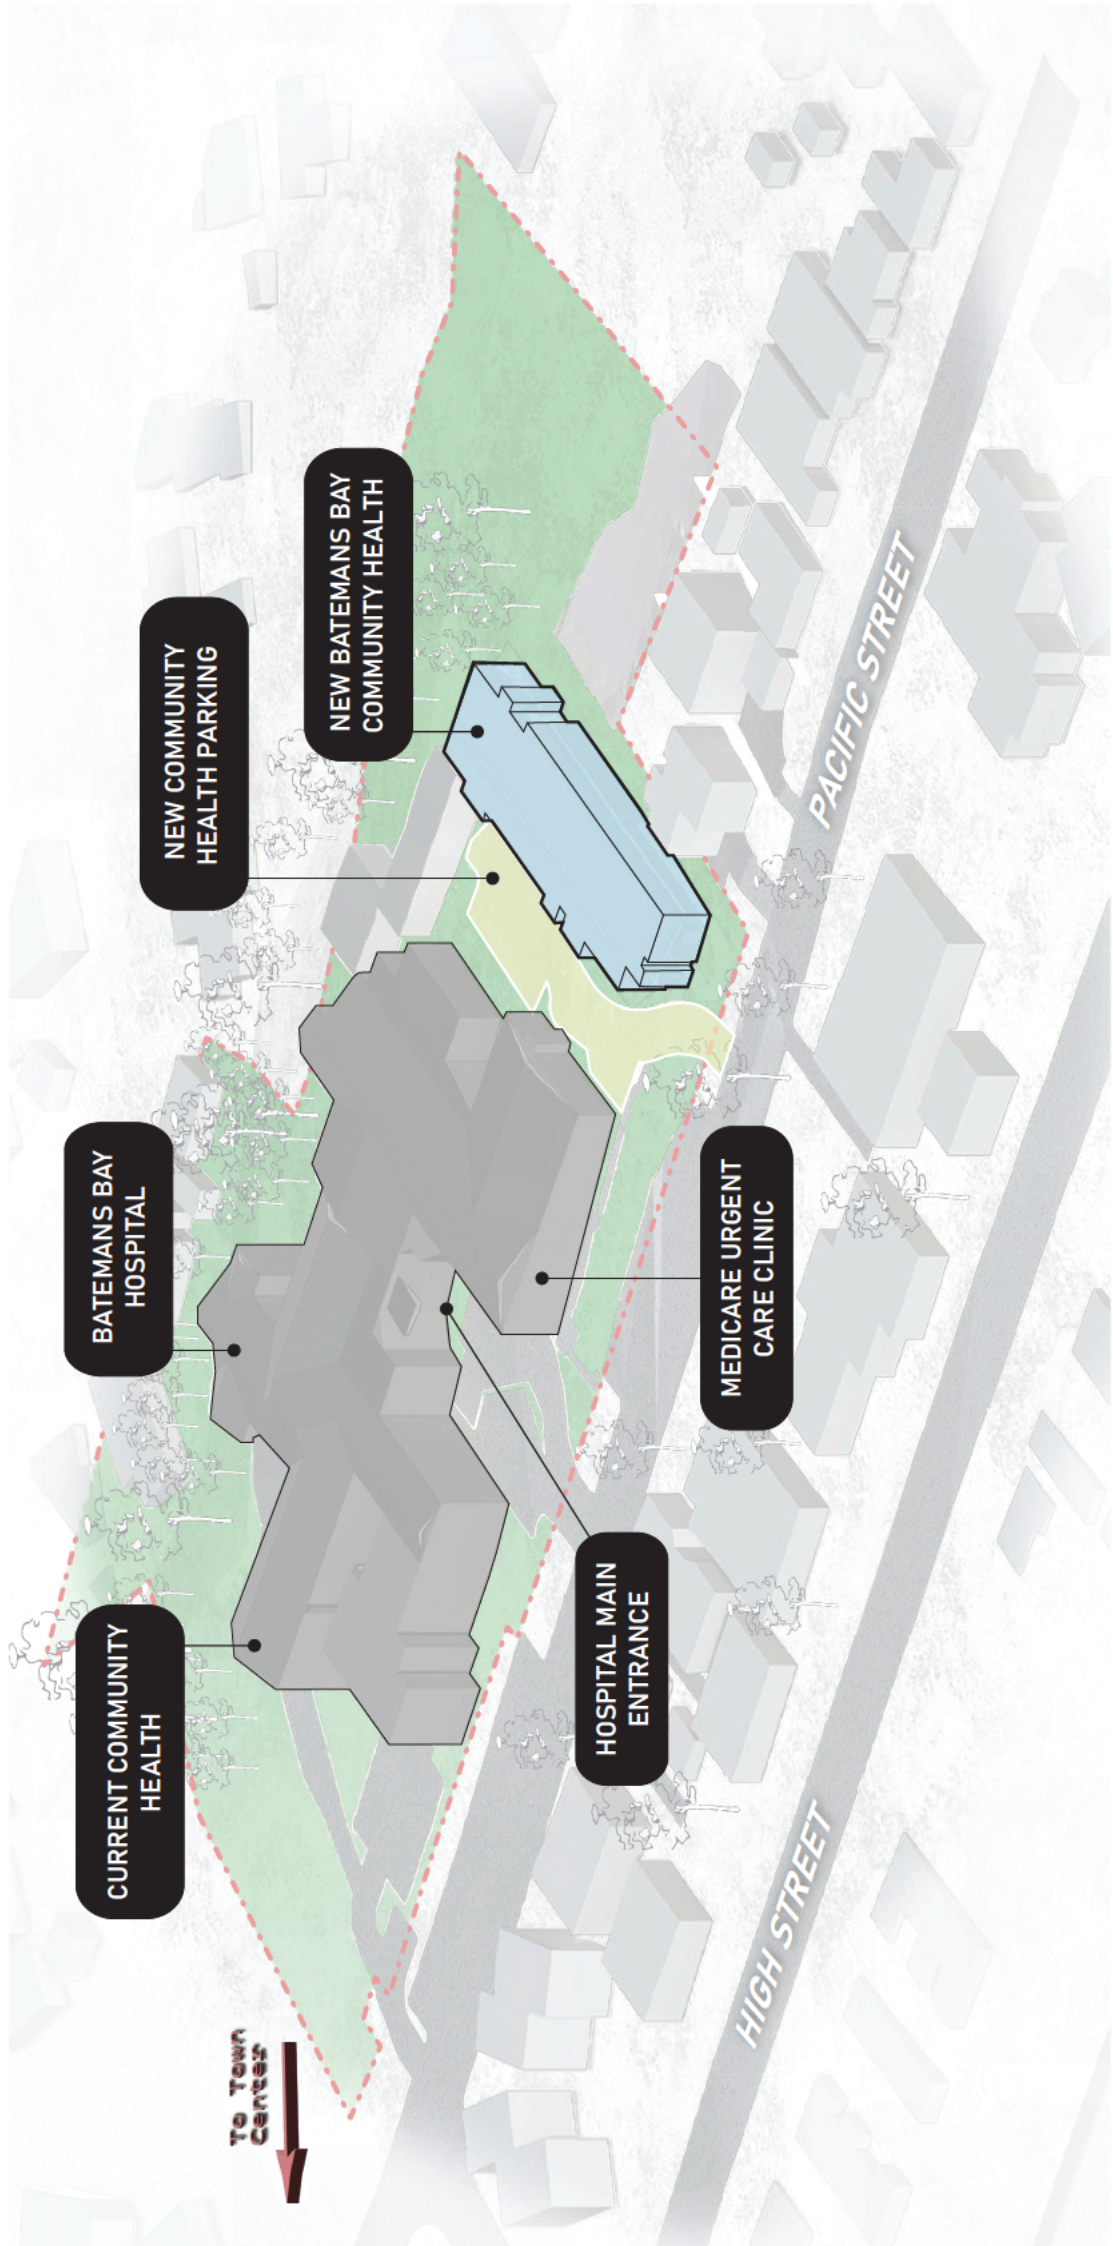 CURRENT COMMUNITY
HEALTH
BATEMANS BAY
HOSPITAL
NEW COMMUNITY
HEALTH PARKING
NEW BATEMANS BAY
COMMUNITY HEALTH
To Town
Center
HOSPITAL MAIN
ENTRANCE
MEDICARE URGENT
CARE CLINIC
PACIFIC STREET
HIGH STREET